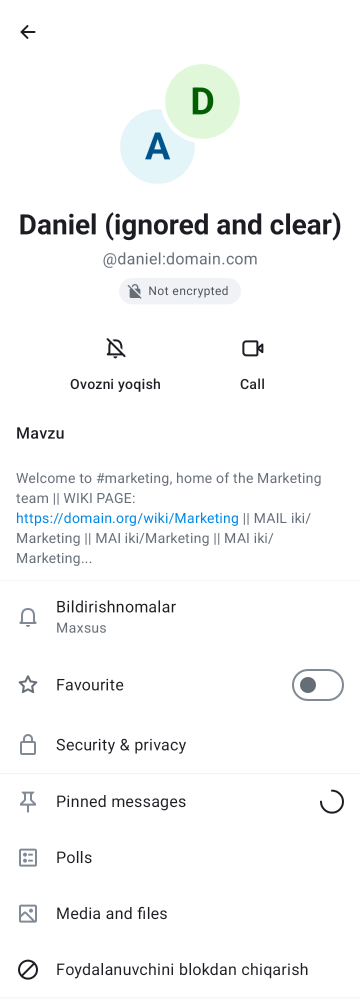 D
A
Daniel (ignored and clear)
@daniel:domain.com
Not encrypted
Ovozni yoqish
Call
Mavzu
Welcome to #marketing, home of the Marketing
team || WIKI PAGE:
https://domain.org/wiki/Marketing || MAIL iki/
Marketing || MAI iki/Marketing || MAI iki/
Marketing...
Bildirishnomalar
Maxsus
Favourite
Security & privacy
Pinned messages
Polls
Media and files
Foydalanuvchini blokdan chiqarish